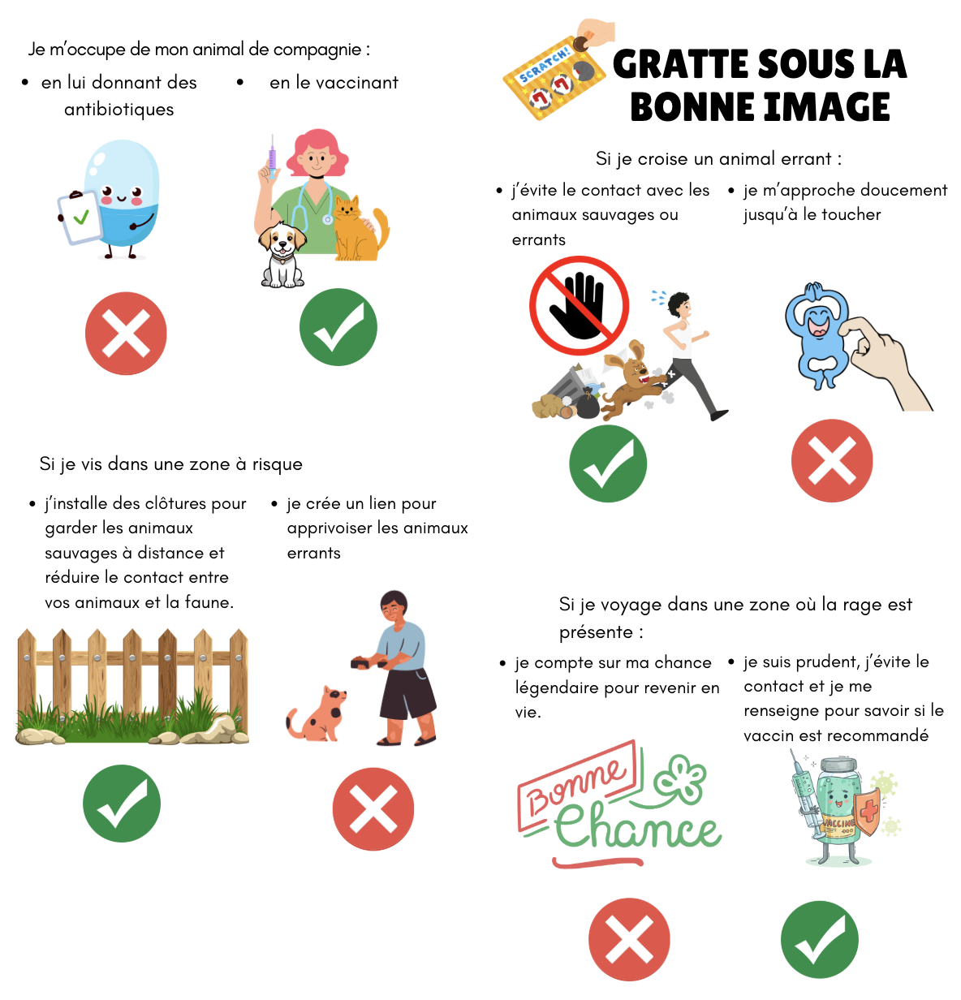 Je m'occupe de mon animal de compagnie :
• en lui donnant des
antibiotiques
• en le vaccinant
SCRATCH!
7 7
GRATTE SOUS LA
BONNE IMAGE
Si je croise un animal errant :
• j'évite le contact avec les
animaux sauvages ou
errants
• je m'approche doucement
jusqu'à le toucher
Si je vis dans une zone à risque
• j'installe des clôtures pour
garder les animaux
sauvages à distance et
réduire le contact entre
vos animaux et la faune.
• je crée un lien pour
apprivoiser les animaux
errants
Si je voyage dans une zone où la rage est
présente :
• je compte sur ma chance
légendaire pour revenir en
vie.
• je suis prudent, j'évite le
contact et je me
renseigne pour savoir si le
vaccin est recommandé
Bonne
Chance
VACCINE